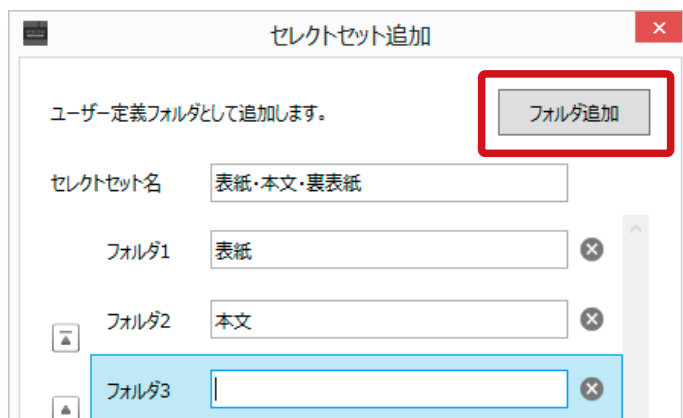 セレクトセット追加
ユーザー定義フォルダとして追加します。 フォルダ追加
セレクトセット名 表紙・本文・裏表紙
フォルダ1 表紙
フォルダ2 本文
フォルダ3